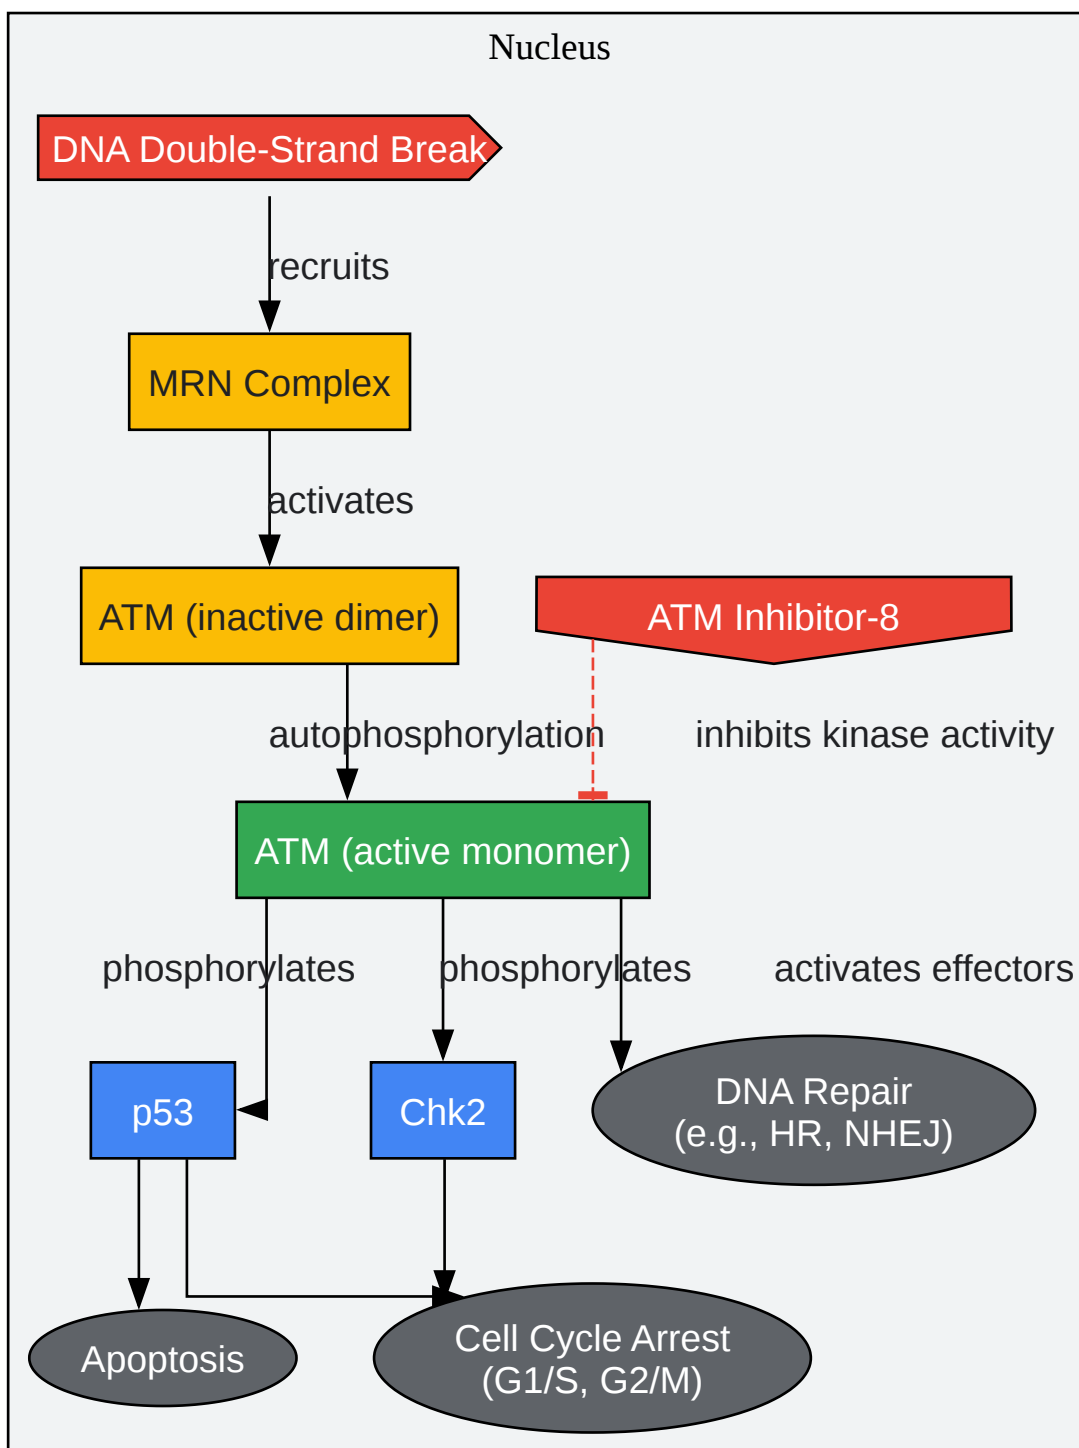 Nucleus
DNA Double-Strand Break
recruits
MRN Complex
activates
ATM (inactive dimer)
ATM Inhibitor-8
autophosphorylation
inhibits kinase activity
ATM (active monomer)
phosphorylates
phosphorylates
activates effectors
p53
Chk2
DNA Repair
(e.g., HR, NHEJ)
Apoptosis
Cell Cycle Arrest
(G1/S, G2/M)